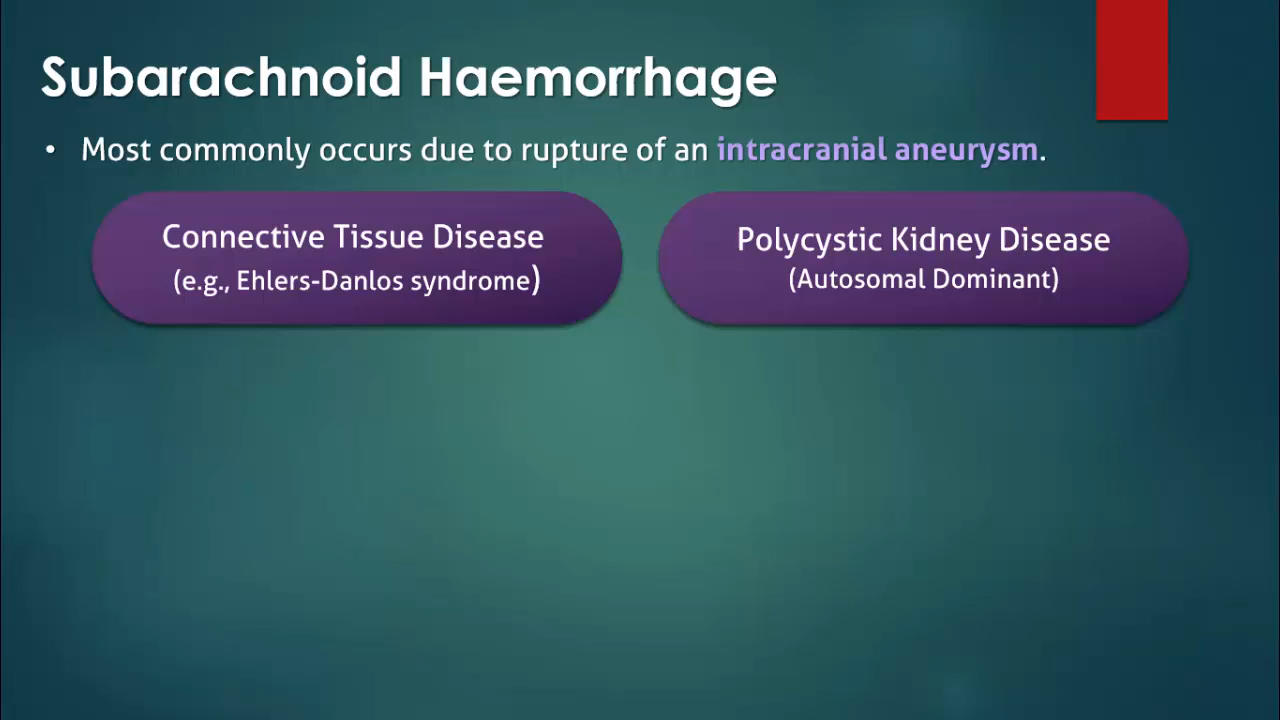 Subarachnoid Haemorrhage
• Most commonly occurs due to rupture of an intracranial aneurysm.
Connective Tissue Disease
(e.g., Ehlers-Danlos syndrome)
Polycystic Kidney Disease
(Autosomal Dominant)